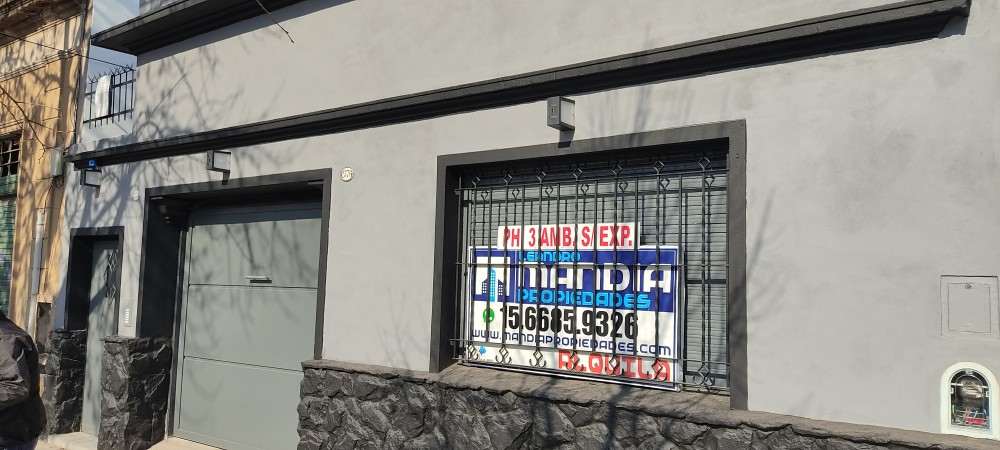 PH 3 AMB. S/ EXP.
LEANDRO
MANDIA
PROPIEDADES
15.6685.9326
WWW.MANDIAPROPIEDADES.COM
ALQUILA